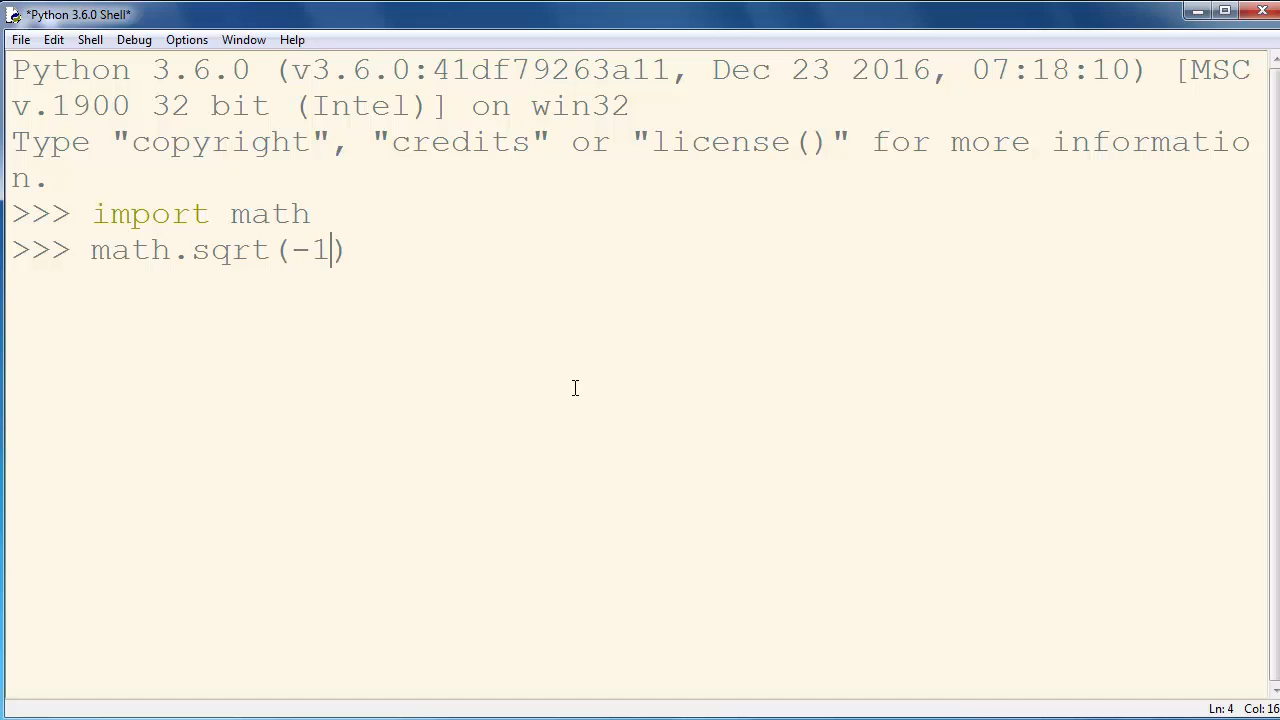 *Python 3.6.0 Shell*
File Edit Shell Debug Options Window Help
Python 3.6.0 (v3.6.0:41df79263a11, Dec 23 2016, 07:18:10) [MSC
v.1900 32 bit (Intel)] on win32
Type "copyright", "credits" or "license()" for more informatio
n.
>>> import math
>>> math.sqrt(-1)
Ln: 4 Col: 16